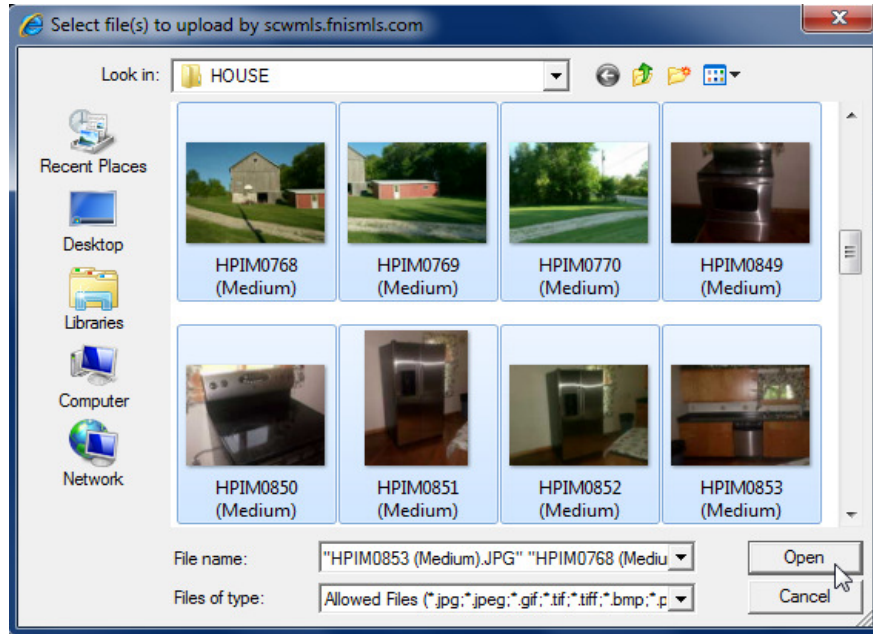 Select file(s) to upload by scwmls.fnismls.com
Look in:
HOUSE
Recent Places
Desktop
Libraries
Computer
Network
HPIM0768
(Medium)
HPIM0769
(Medium)
HPIM0770
(Medium)
HPIM0849
(Medium)
HPIM0850
(Medium)
HPIM0851
(Medium)
HPIM0852
(Medium)
HPIM0853
(Medium)
File name:
"HPIM0853 (Medium).JPG" "HPIM0768 (Mediu
Open
Files of type:
Allowed Files (*.jpg;*.jpeg;*.gif;*.tif;*.tiff;*.bmp;*.p
Cancel